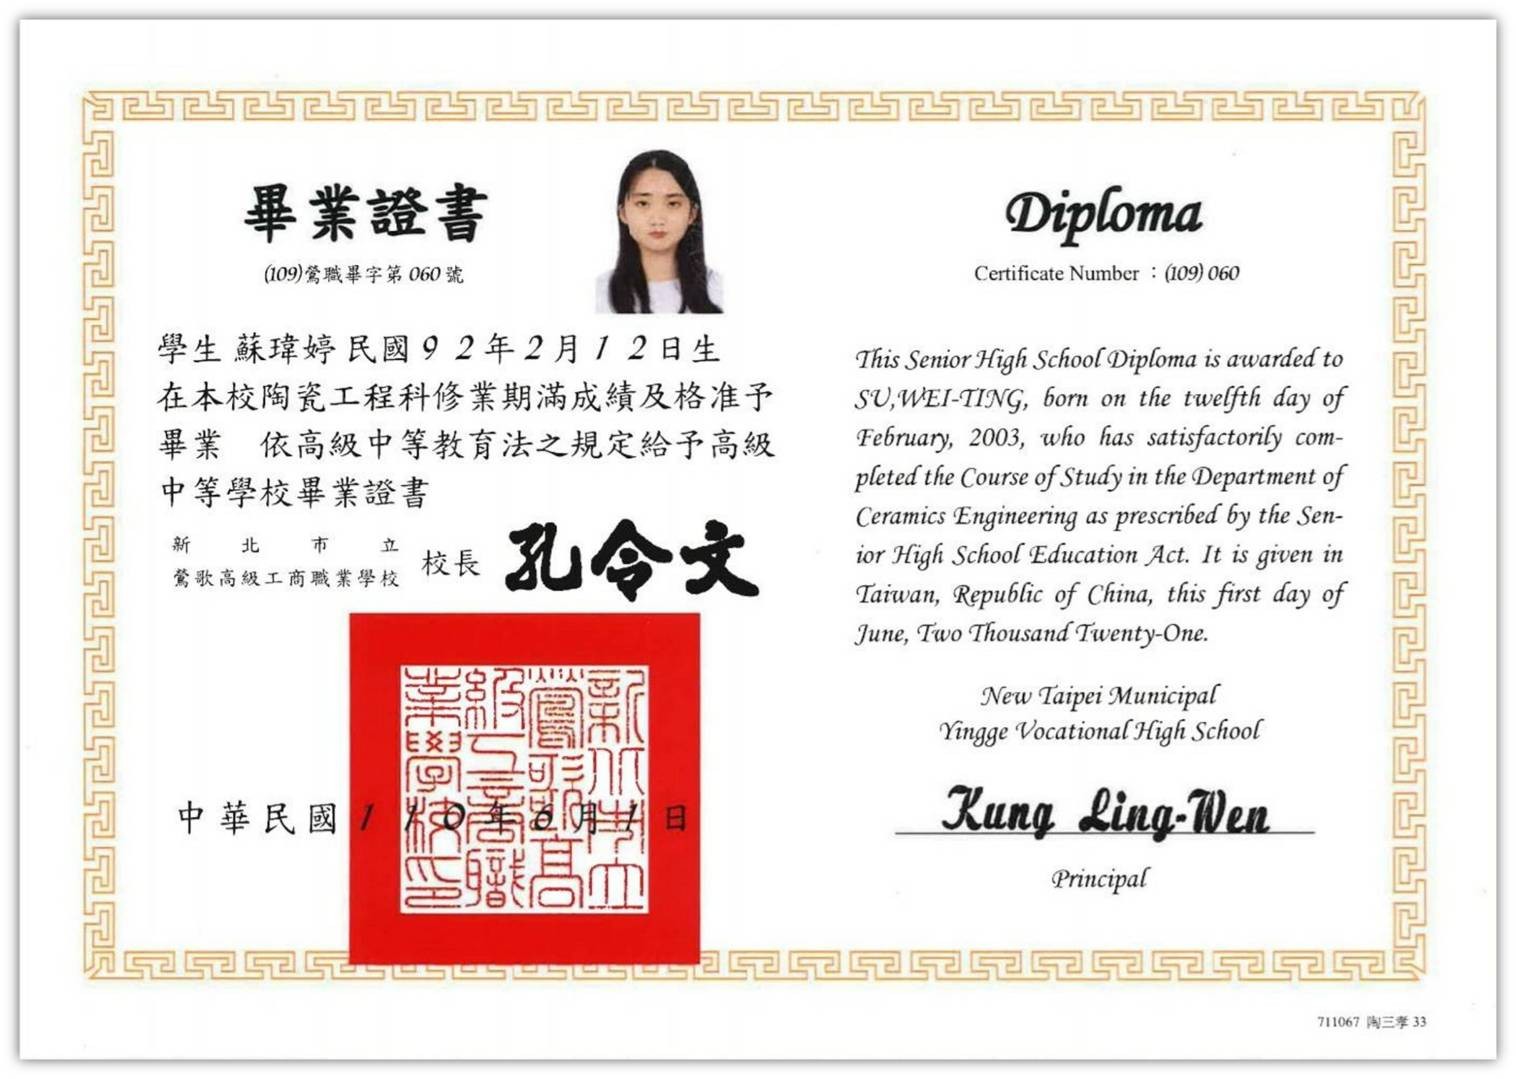 畢業證書
(109)鶯職畢字第 060 號
學生 蘇瑋婷 民國 9 2 年 2 月 1 2 日生
在本校陶瓷工程科修業期滿成績及格准予
畢業　依高級中等教育法之規定給予高級
中等學校畢業證書
新北市立
鶯歌高級工商職業學校
校長 孔令文
新北市立
鶯歌高
級工商職
業學校印
中華民國 1 1 0 年 6 月 1 日
Diploma
Certificate Number ：(109) 060
This Senior High School Diploma is awarded to
SU,WEI-TING, born on the twelfth day of
February, 2003, who has satisfactorily com-
pleted the Course of Study in the Department of
Ceramics Engineering as prescribed by the Sen-
ior High School Education Act. It is given in
Taiwan, Republic of China, this first day of
June, Two Thousand Twenty-One.
New Taipei Municipal
Yingge Vocational High School
Kung Ling-Wen
Principal
711067 陶三孝 33